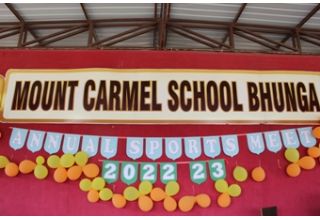 MOUNT CARMEL SCHOOL BHUNGA
ANNUAL SPORTS MEET
2022 23